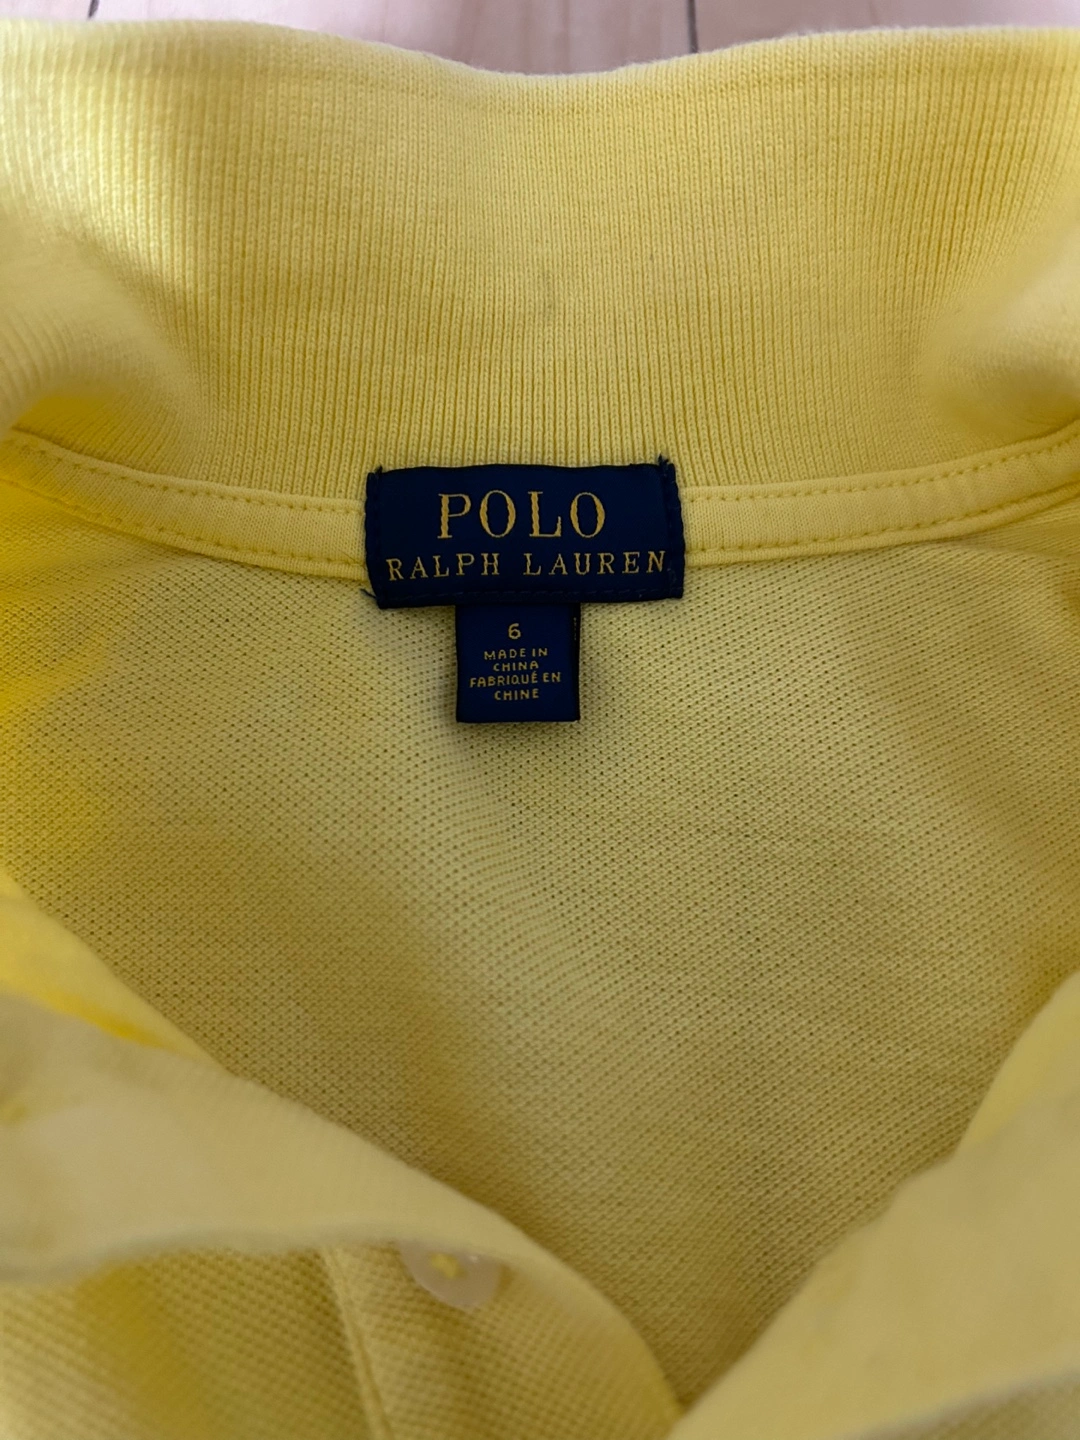 POLO
RALPH LAUREN
6
MADE IN
CHINA
FABRIQUÉ EN
CHINE